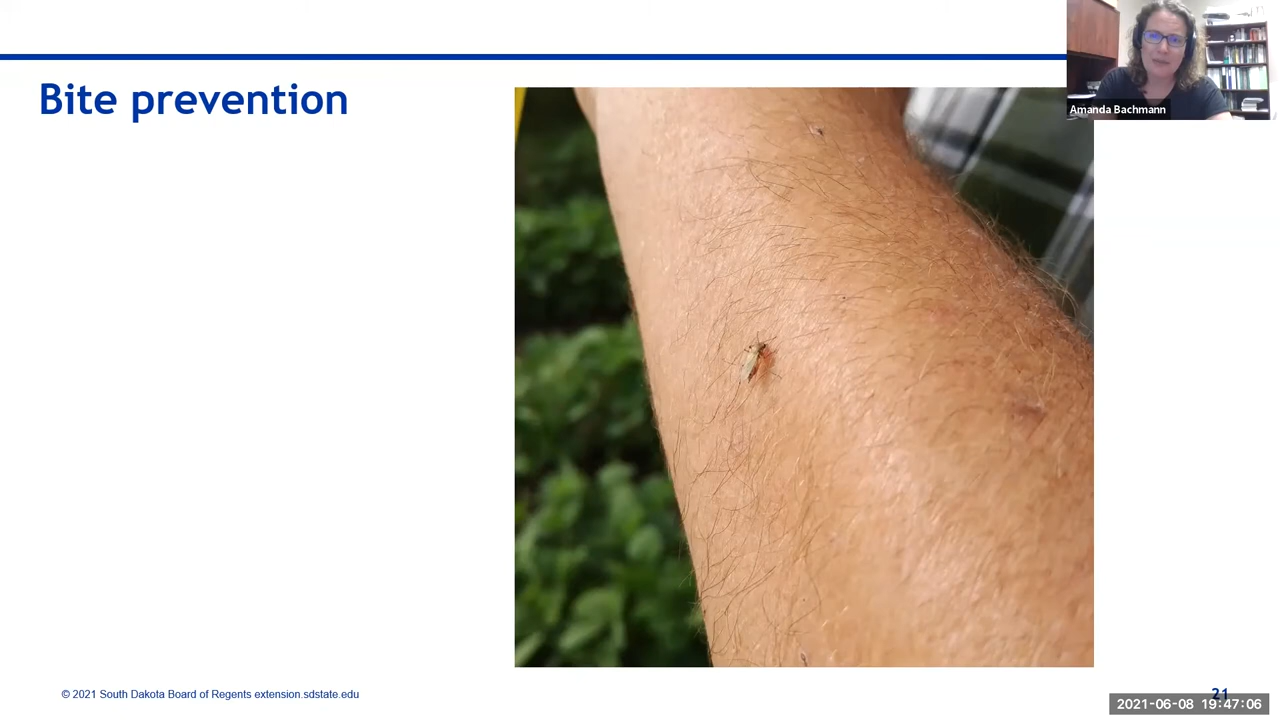 Amanda Bachmann
Bite prevention
© 2021 South Dakota Board of Regents extension.sdstate.edu
21
2021-06-08 19:47:06